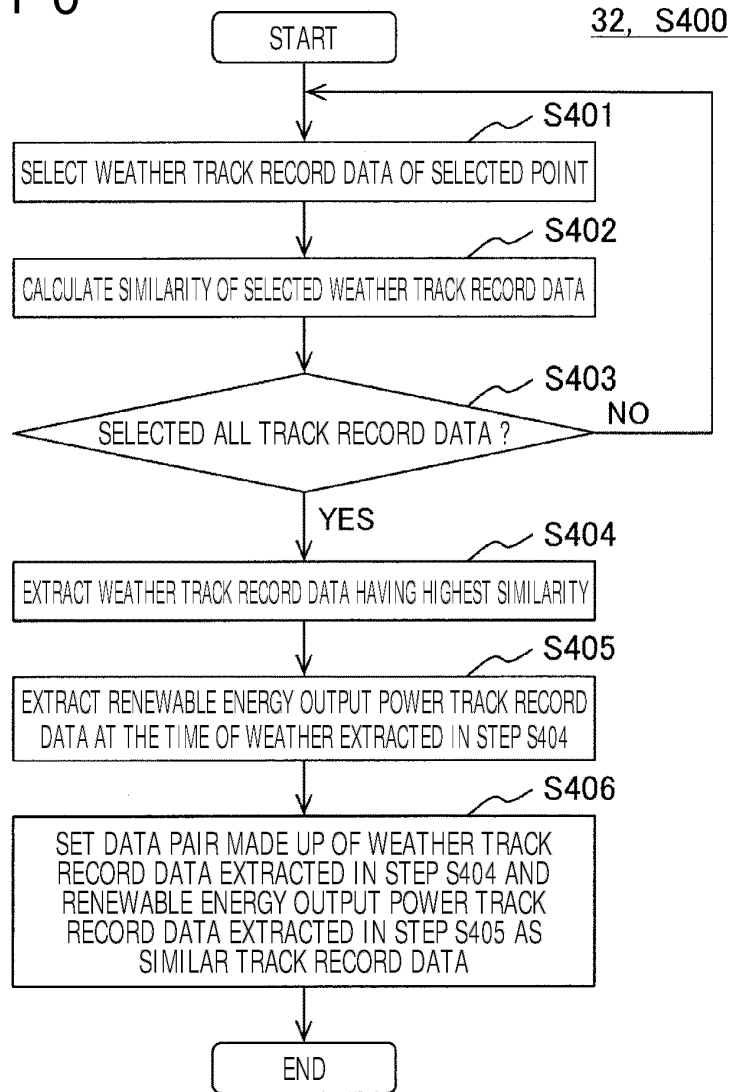 32, S400
START
S401
SELECT WEATHER TRACK RECORD DATA OF SELECTED POINT
S402
CALCULATE SIMILARITY OF SELECTED WEATHER TRACK RECORD DATA
S403
SELECTED ALL TRACK RECORD DATA ?
NO
YES
S404
EXTRACT WEATHER TRACK RECORD DATA HAVING HIGHEST SIMILARITY
S405
EXTRACT RENEWABLE ENERGY OUTPUT POWER TRACK RECORD
DATA AT THE TIME OF WEATHER EXTRACTED IN STEP S404
S406
SET DATA PAIR MADE UP OF WEATHER TRACK
RECORD DATA EXTRACTED IN STEP S404 AND
RENEWABLE ENERGY OUTPUT POWER TRACK
RECORD DATA EXTRACTED IN STEP S405 AS
SIMILAR TRACK RECORD DATA
END